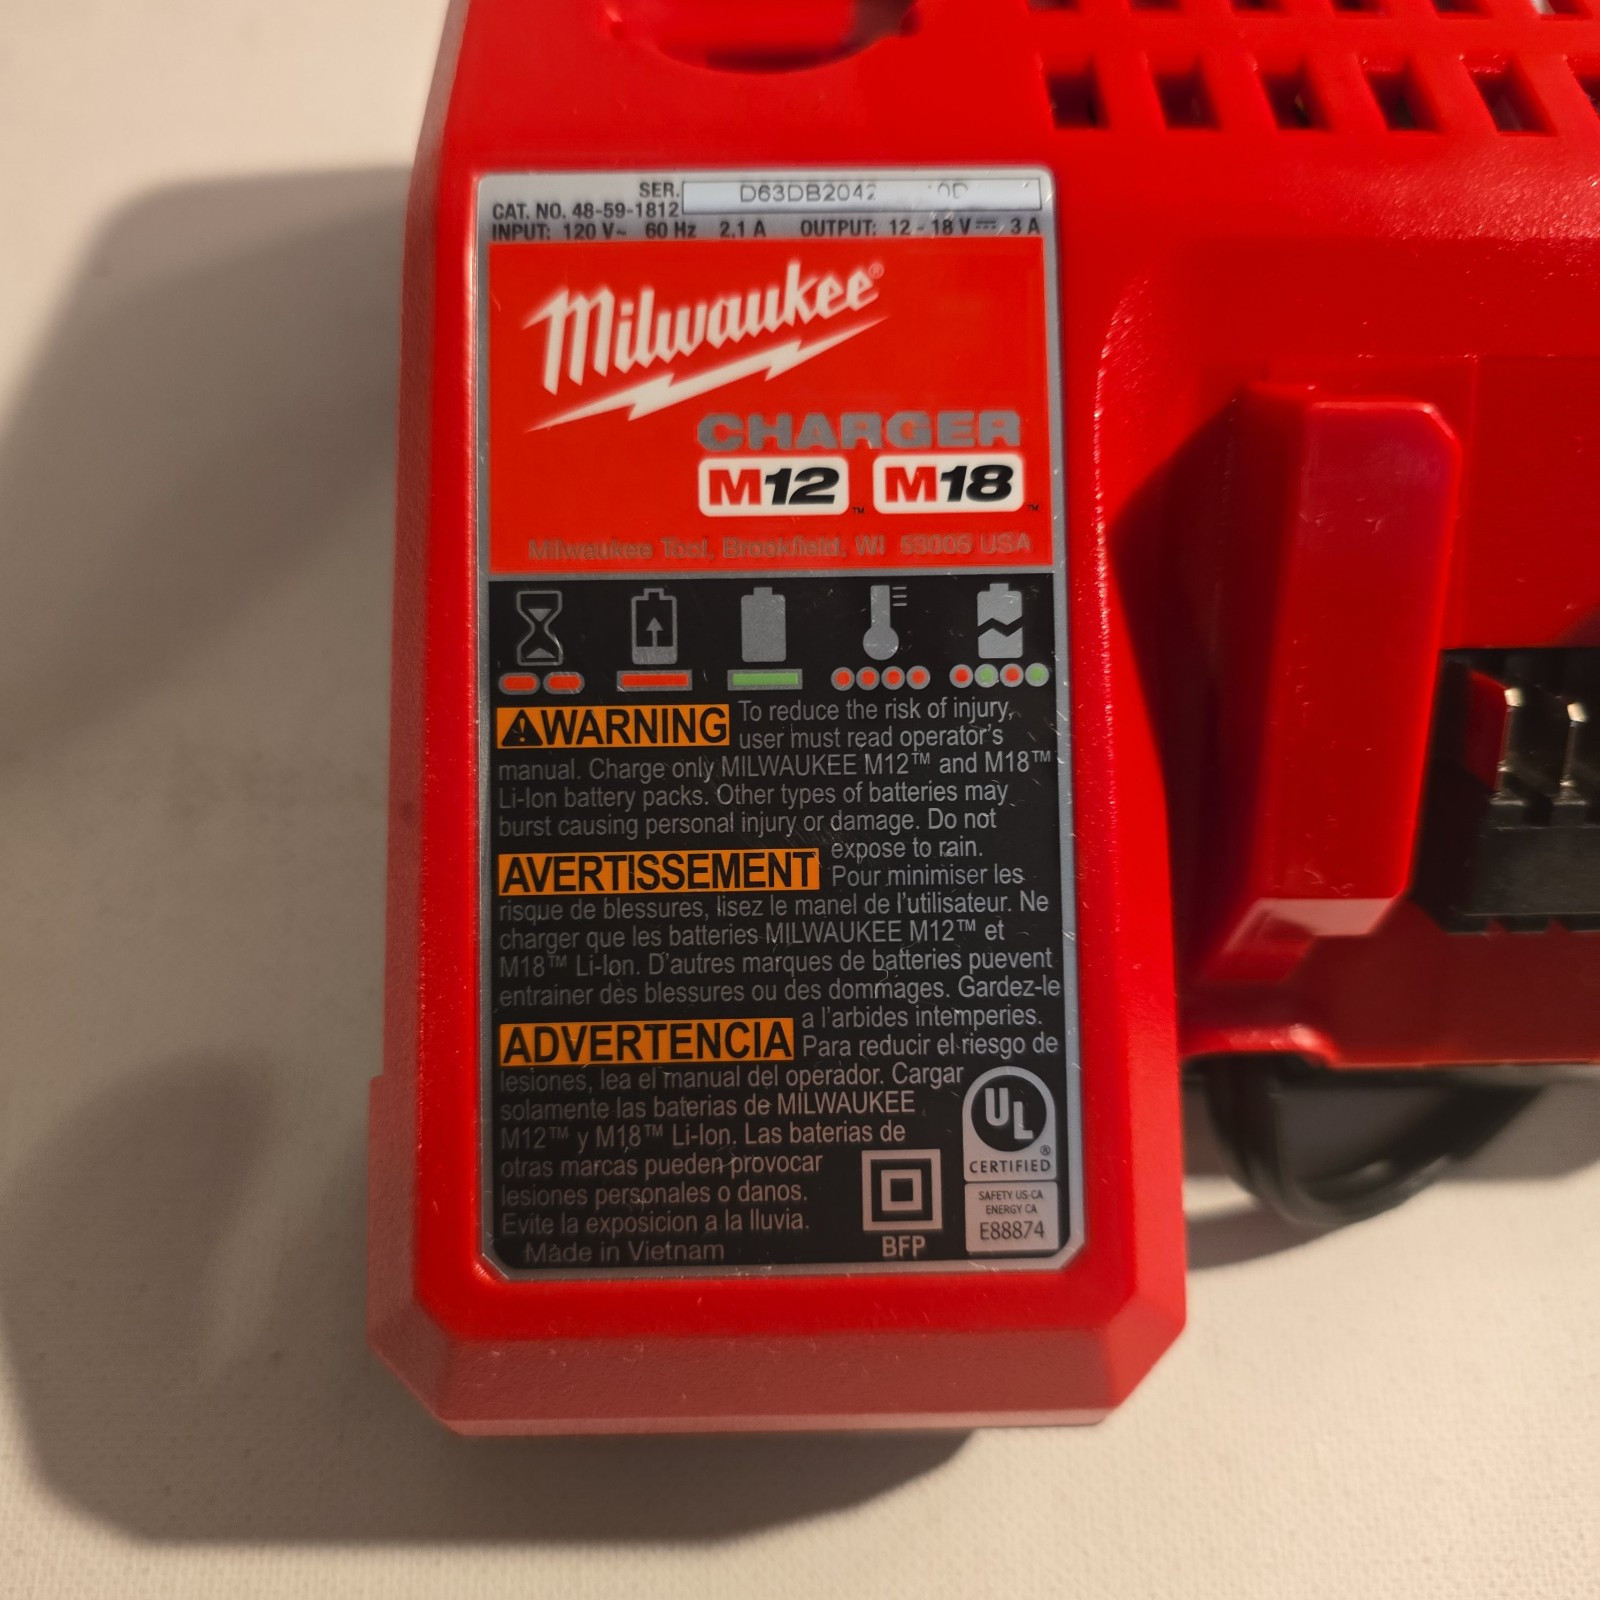 SER. D63DB2042
CAT. NO. 48-59-1812
INPUT: 120 V~ 60 Hz 2,1 A OUTPUT: 12 - 18 V⎓ 3 A
Milwaukee®
CHARGER
M12™ M18™
Milwaukee Tool, Brookfield, WI 53005 USA
⚠WARNING To reduce the risk of injury,
user must read operator's
manual. Charge only MILWAUKEE M12™ and M18™
Li-Ion battery packs. Other types of batteries may
burst causing personal injury or damage. Do not
expose to rain.
AVERTISSEMENT Pour minimiser les
risque de blessures, lisez le manel de l'utilisateur. Ne
charger que les batteries MILWAUKEE M12™ et
M18™ Li-Ion. D'autres marques de batteries puevent
entrainer des blessures ou des dommages. Gardez-le
a l'arbides intemperies.
ADVERTENCIA Para reducir el riesgo de
lesiones, lea el manual del operador. Cargar
solamente las baterias de MILWAUKEE
M12™ y M18™ Li-Ion. Las baterias de
otras marcas pueden provocar
lesiones personales o danos.
Evite la exposicion a la lluvia.
Made in Vietnam
BFP
UL®
CERTIFIED
SAFETY US-CA
ENERGY CA
E88874